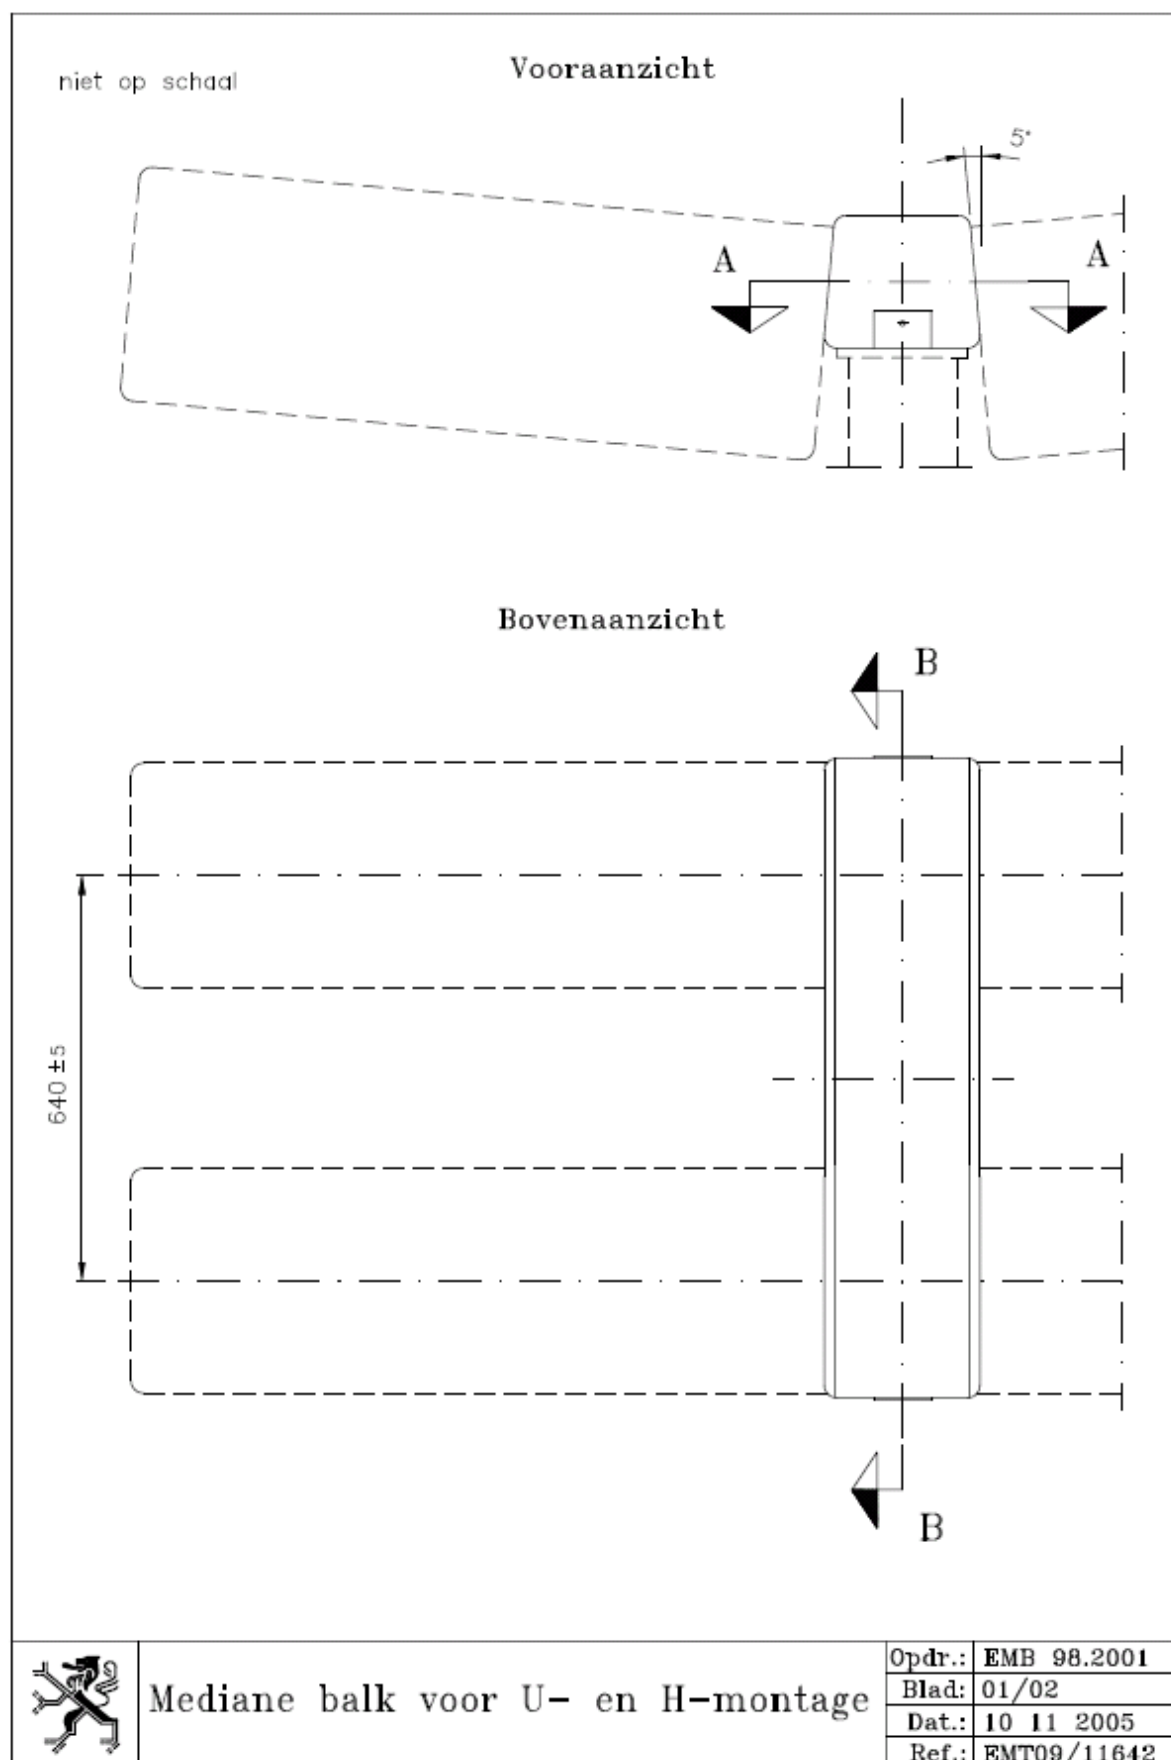 niet op schaal
Vooraanzicht
5°
A
A
Bovenaanzicht
B
640 ±5
B
Mediane balk voor U- en H-montage
Opdr.: EMB 98.2001
Blad: 01/02
Dat.: 10 11 2005
Ref.: EMT09/11642